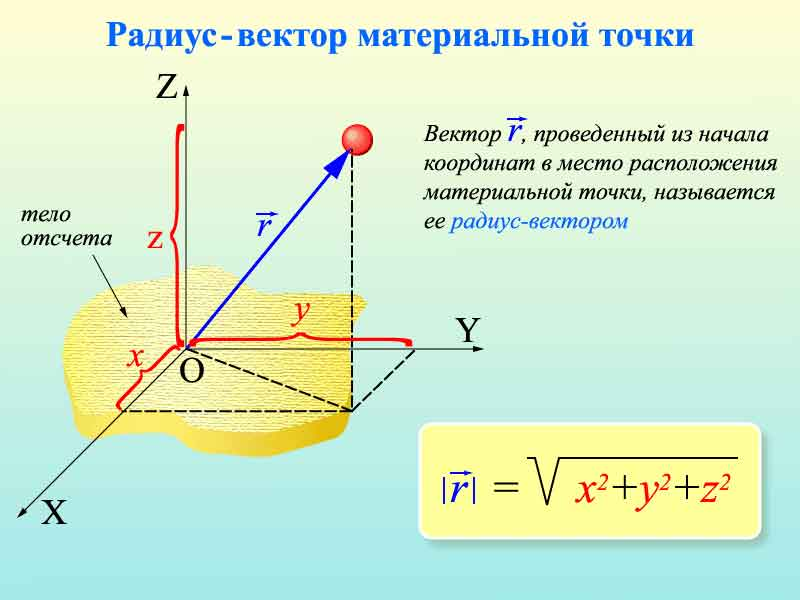 Радиус-вектор материальной точки
Z
Вектор r⃗, проведенный из начала
координат в место расположения
материальной точки, называется
ее радиус-вектором
тело
отсчета
z
r⃗
y
Y
x
O
X
|r⃗| = √x²+y²+z²